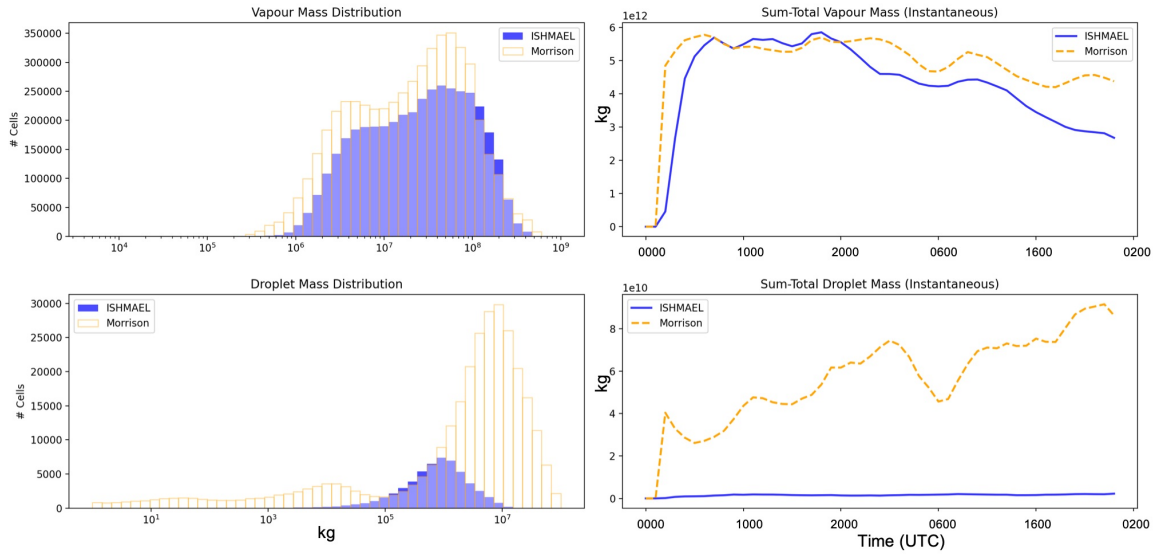 Vapour Mass Distribution
# Cells
350000
300000
250000
200000
150000
100000
50000
0
10^4
10^5
10^6
10^7
10^8
10^9
ISHMAEL
Morrison
Sum-Total Vapour Mass (Instantaneous)
1e12
kg
6
5
4
3
2
1
0
0000
1000
2000
0600
1600
0200
ISHMAEL
Morrison
Droplet Mass Distribution
# Cells
30000
25000
20000
15000
10000
5000
0
10^1
10^3
10^5
10^7
kg
ISHMAEL
Morrison
Sum-Total Droplet Mass (Instantaneous)
1e10
kg
8
6
4
2
0
0000
1000
2000
0600
1600
0200
Time (UTC)
ISHMAEL
Morrison